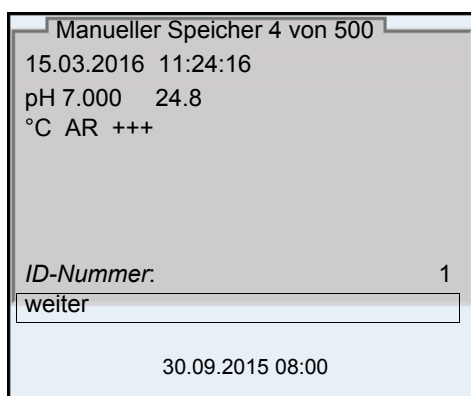 Manueller Speicher 4 von 500
15.03.2016 11:24:16
pH 7.000 24.8
°C AR +++
ID-Nummer: 1
weiter
30.09.2015 08:00